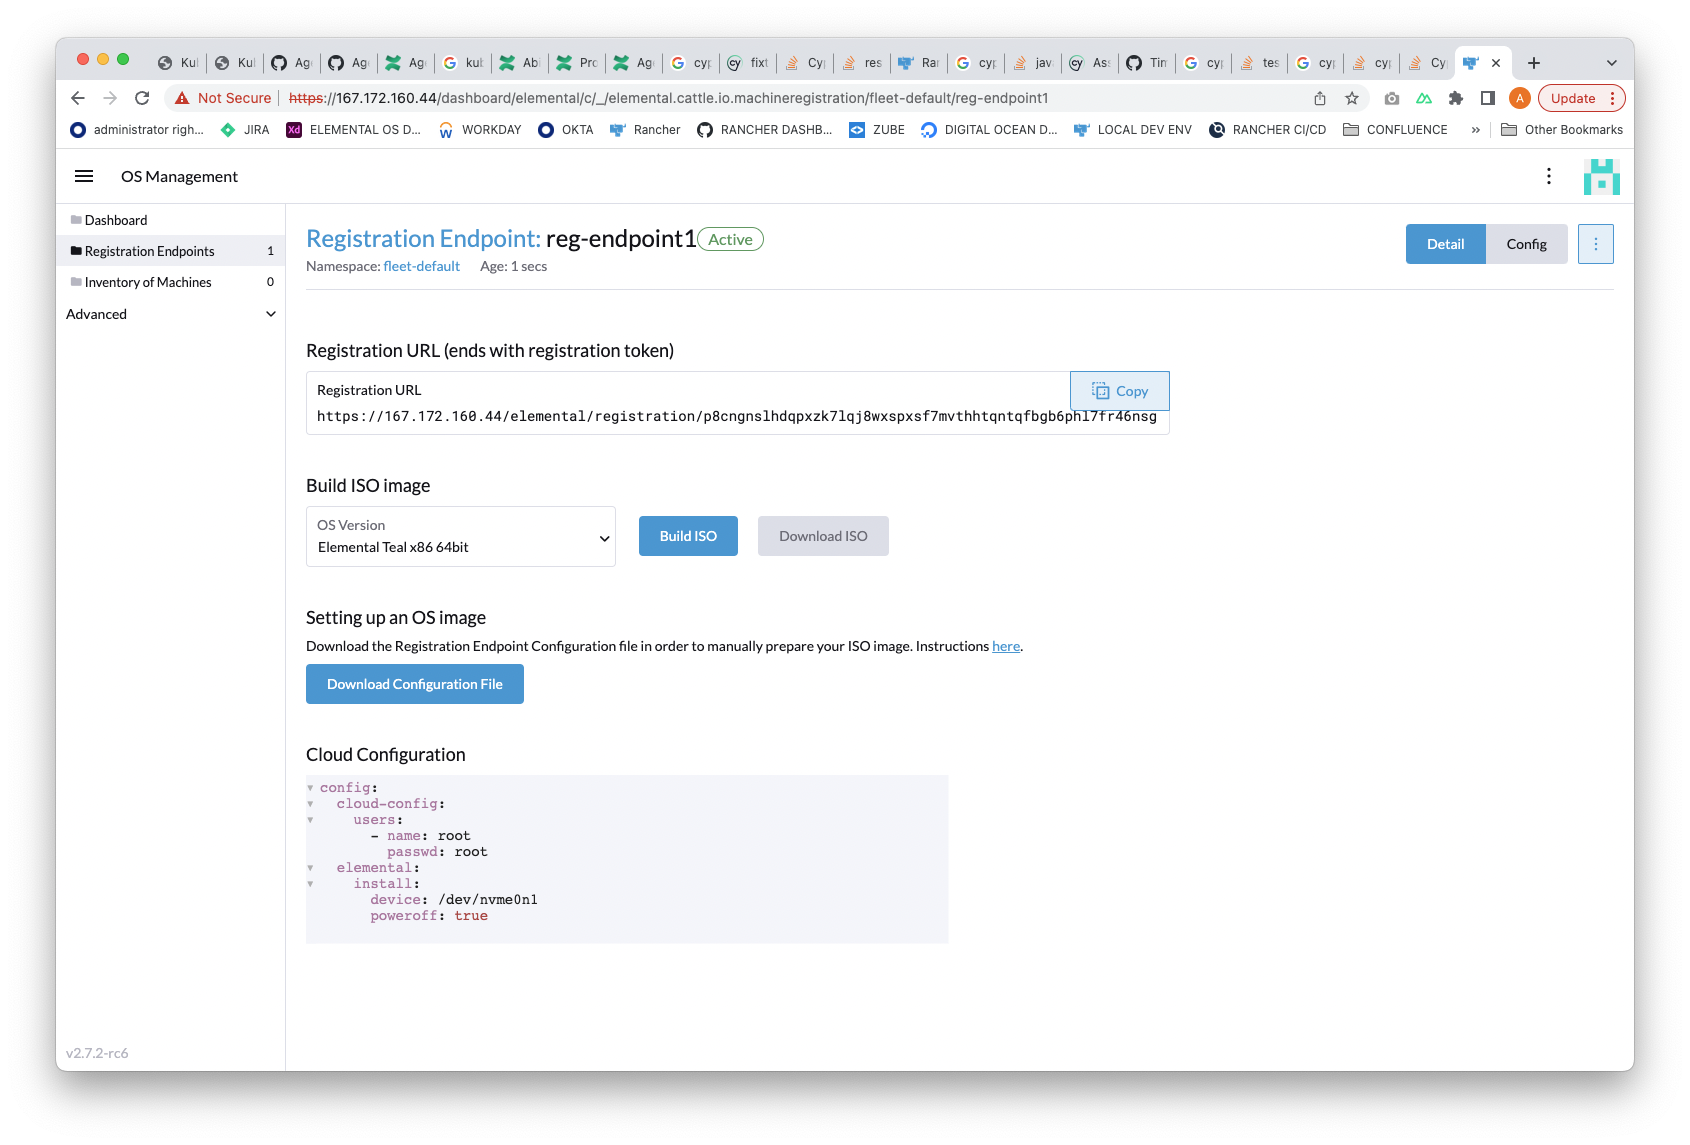 Kul
Kul
Ag
Ag
Ag
kub
Abi
Pro
Ag
cyp
fixt
Cy
res
Rar
cyp
java
Ass
Tim
cyp
tes
cyp
cyp
Cy
Not Secure https://167.172.160.44/dashboard/elemental/c/_/elemental.cattle.io.machineregistration/fleet-default/reg-endpoint1 A Update
administrator righ... JIRA Xd ELEMENTAL OS D... WORKDAY OKTA Rancher RANCHER DASHB... ZUBE DIGITAL OCEAN D... LOCAL DEV ENV RANCHER CI/CD CONFLUENCE » Other Bookmarks
OS Management
Dashboard
Registration Endpoints 1
Inventory of Machines 0
Advanced
Registration Endpoint: reg-endpoint1 Active
Namespace: fleet-default Age: 1 secs
Detail Config
Registration URL (ends with registration token)
Registration URL
Copy
https://167.172.160.44/elemental/registration/p8cngnslhdqpxzk7lqj8wxspxsf7mvthhtqntqfbgb6phl7fr46nsg
Build ISO image
OS Version
Elemental Teal x86 64bit
Build ISO Download ISO
Setting up an OS image
Download the Registration Endpoint Configuration file in order to manually prepare your ISO image. Instructions here.
Download Configuration File
Cloud Configuration
config:
cloud-config:
users:
- name: root
passwd: root
elemental:
install:
device: /dev/nvme0n1
poweroff: true
v2.7.2-rc6